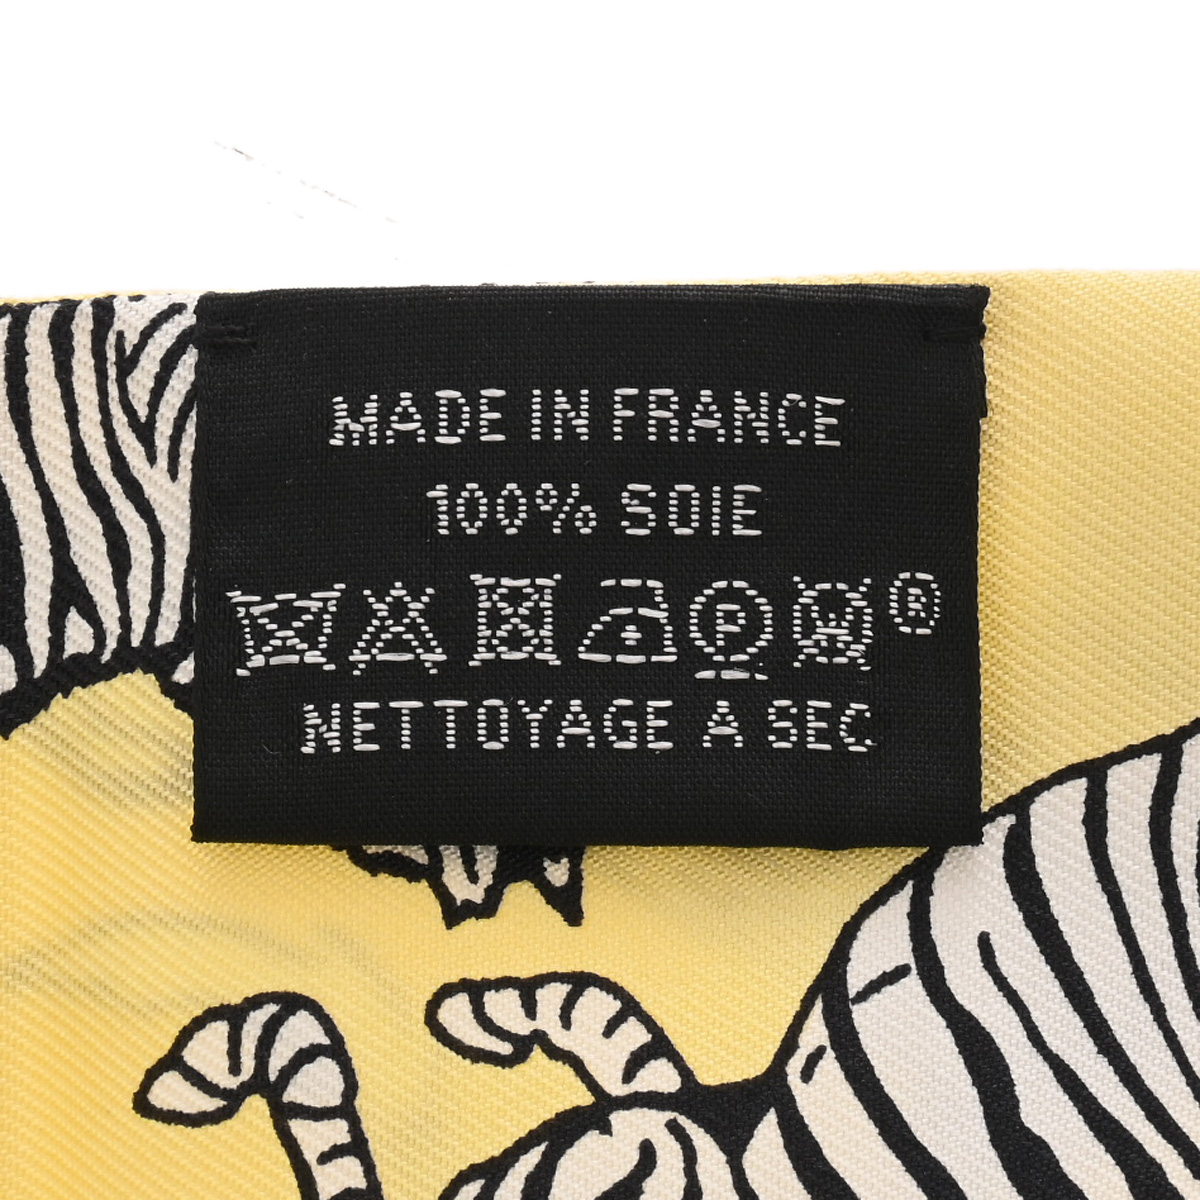 MADE IN FRANCE
100% SOIE
P W ®
NETTOYAGE A SEC